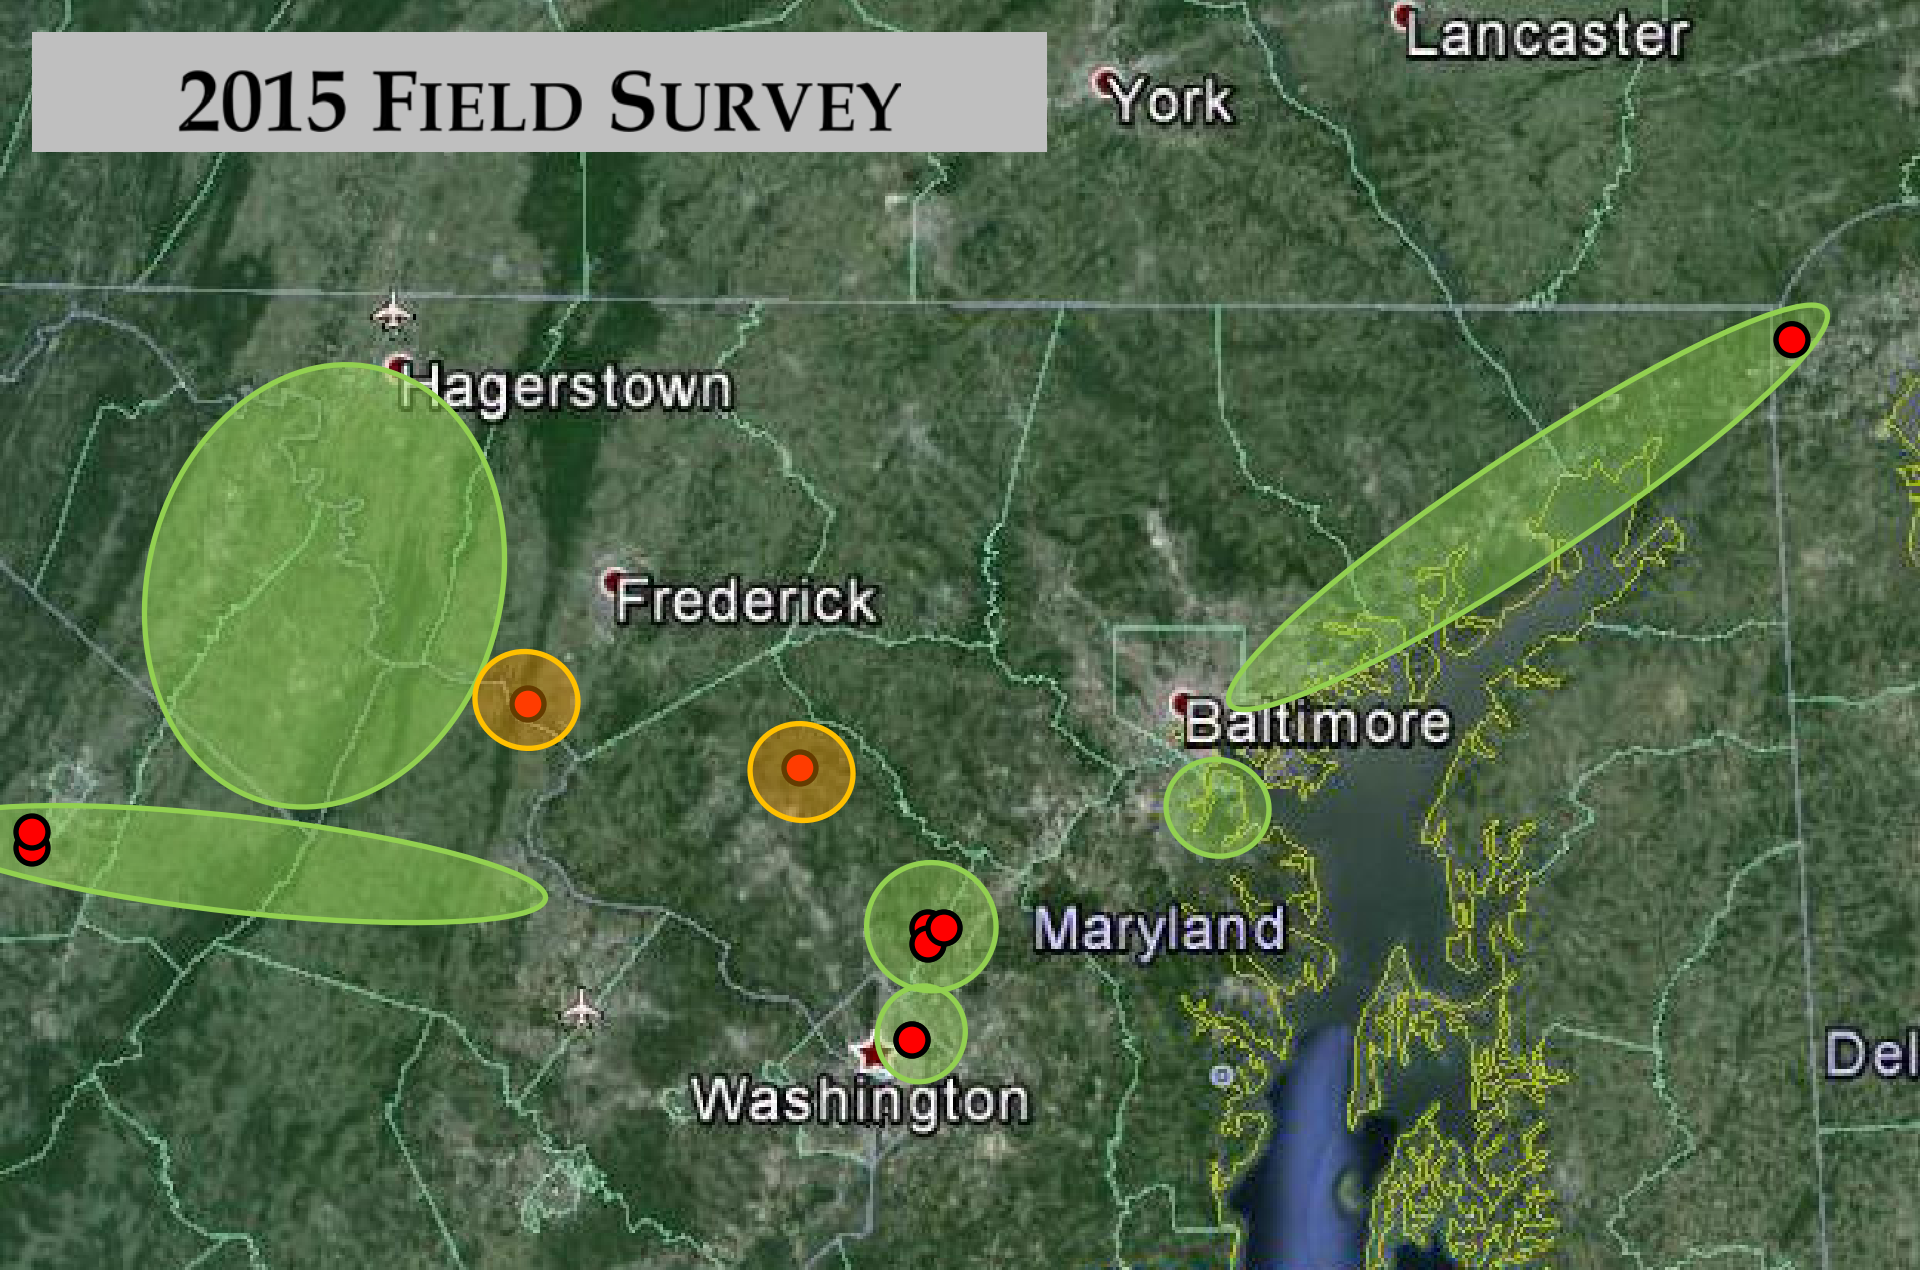 Lancaster
2015 FIELD SURVEY
York
Hagerstown
Frederick
Baltimore
Maryland
Del
Washington